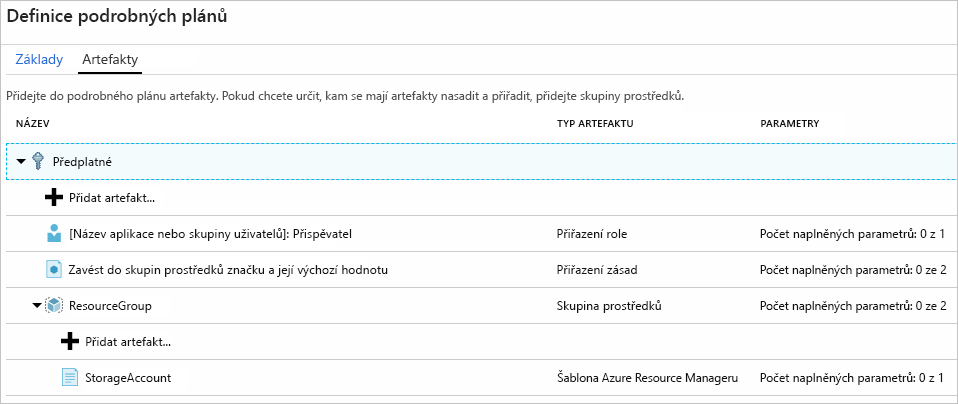 Definice podrobných plánů
Základy Artefakty
Přidejte do podrobného plánu artefakty. Pokud chcete určit, kam se mají artefakty nasadit a přiřadit, přidejte skupiny prostředků.
NÁZEV TYP ARTEFAKTU PARAMETRY
Předplatné
Přidat artefakt...
[Název aplikace nebo skupiny uživatelů]: Přispěvatel Přiřazení role Počet naplněných parametrů: 0 z 1
Zavést do skupin prostředků značku a její výchozí hodnotu Přiřazení zásad Počet naplněných parametrů: 0 ze 2
ResourceGroup Skupina prostředků Počet naplněných parametrů: 0 ze 2
Přidat artefakt...
StorageAccount Šablona Azure Resource Manageru Počet naplněných parametrů: 0 z 1